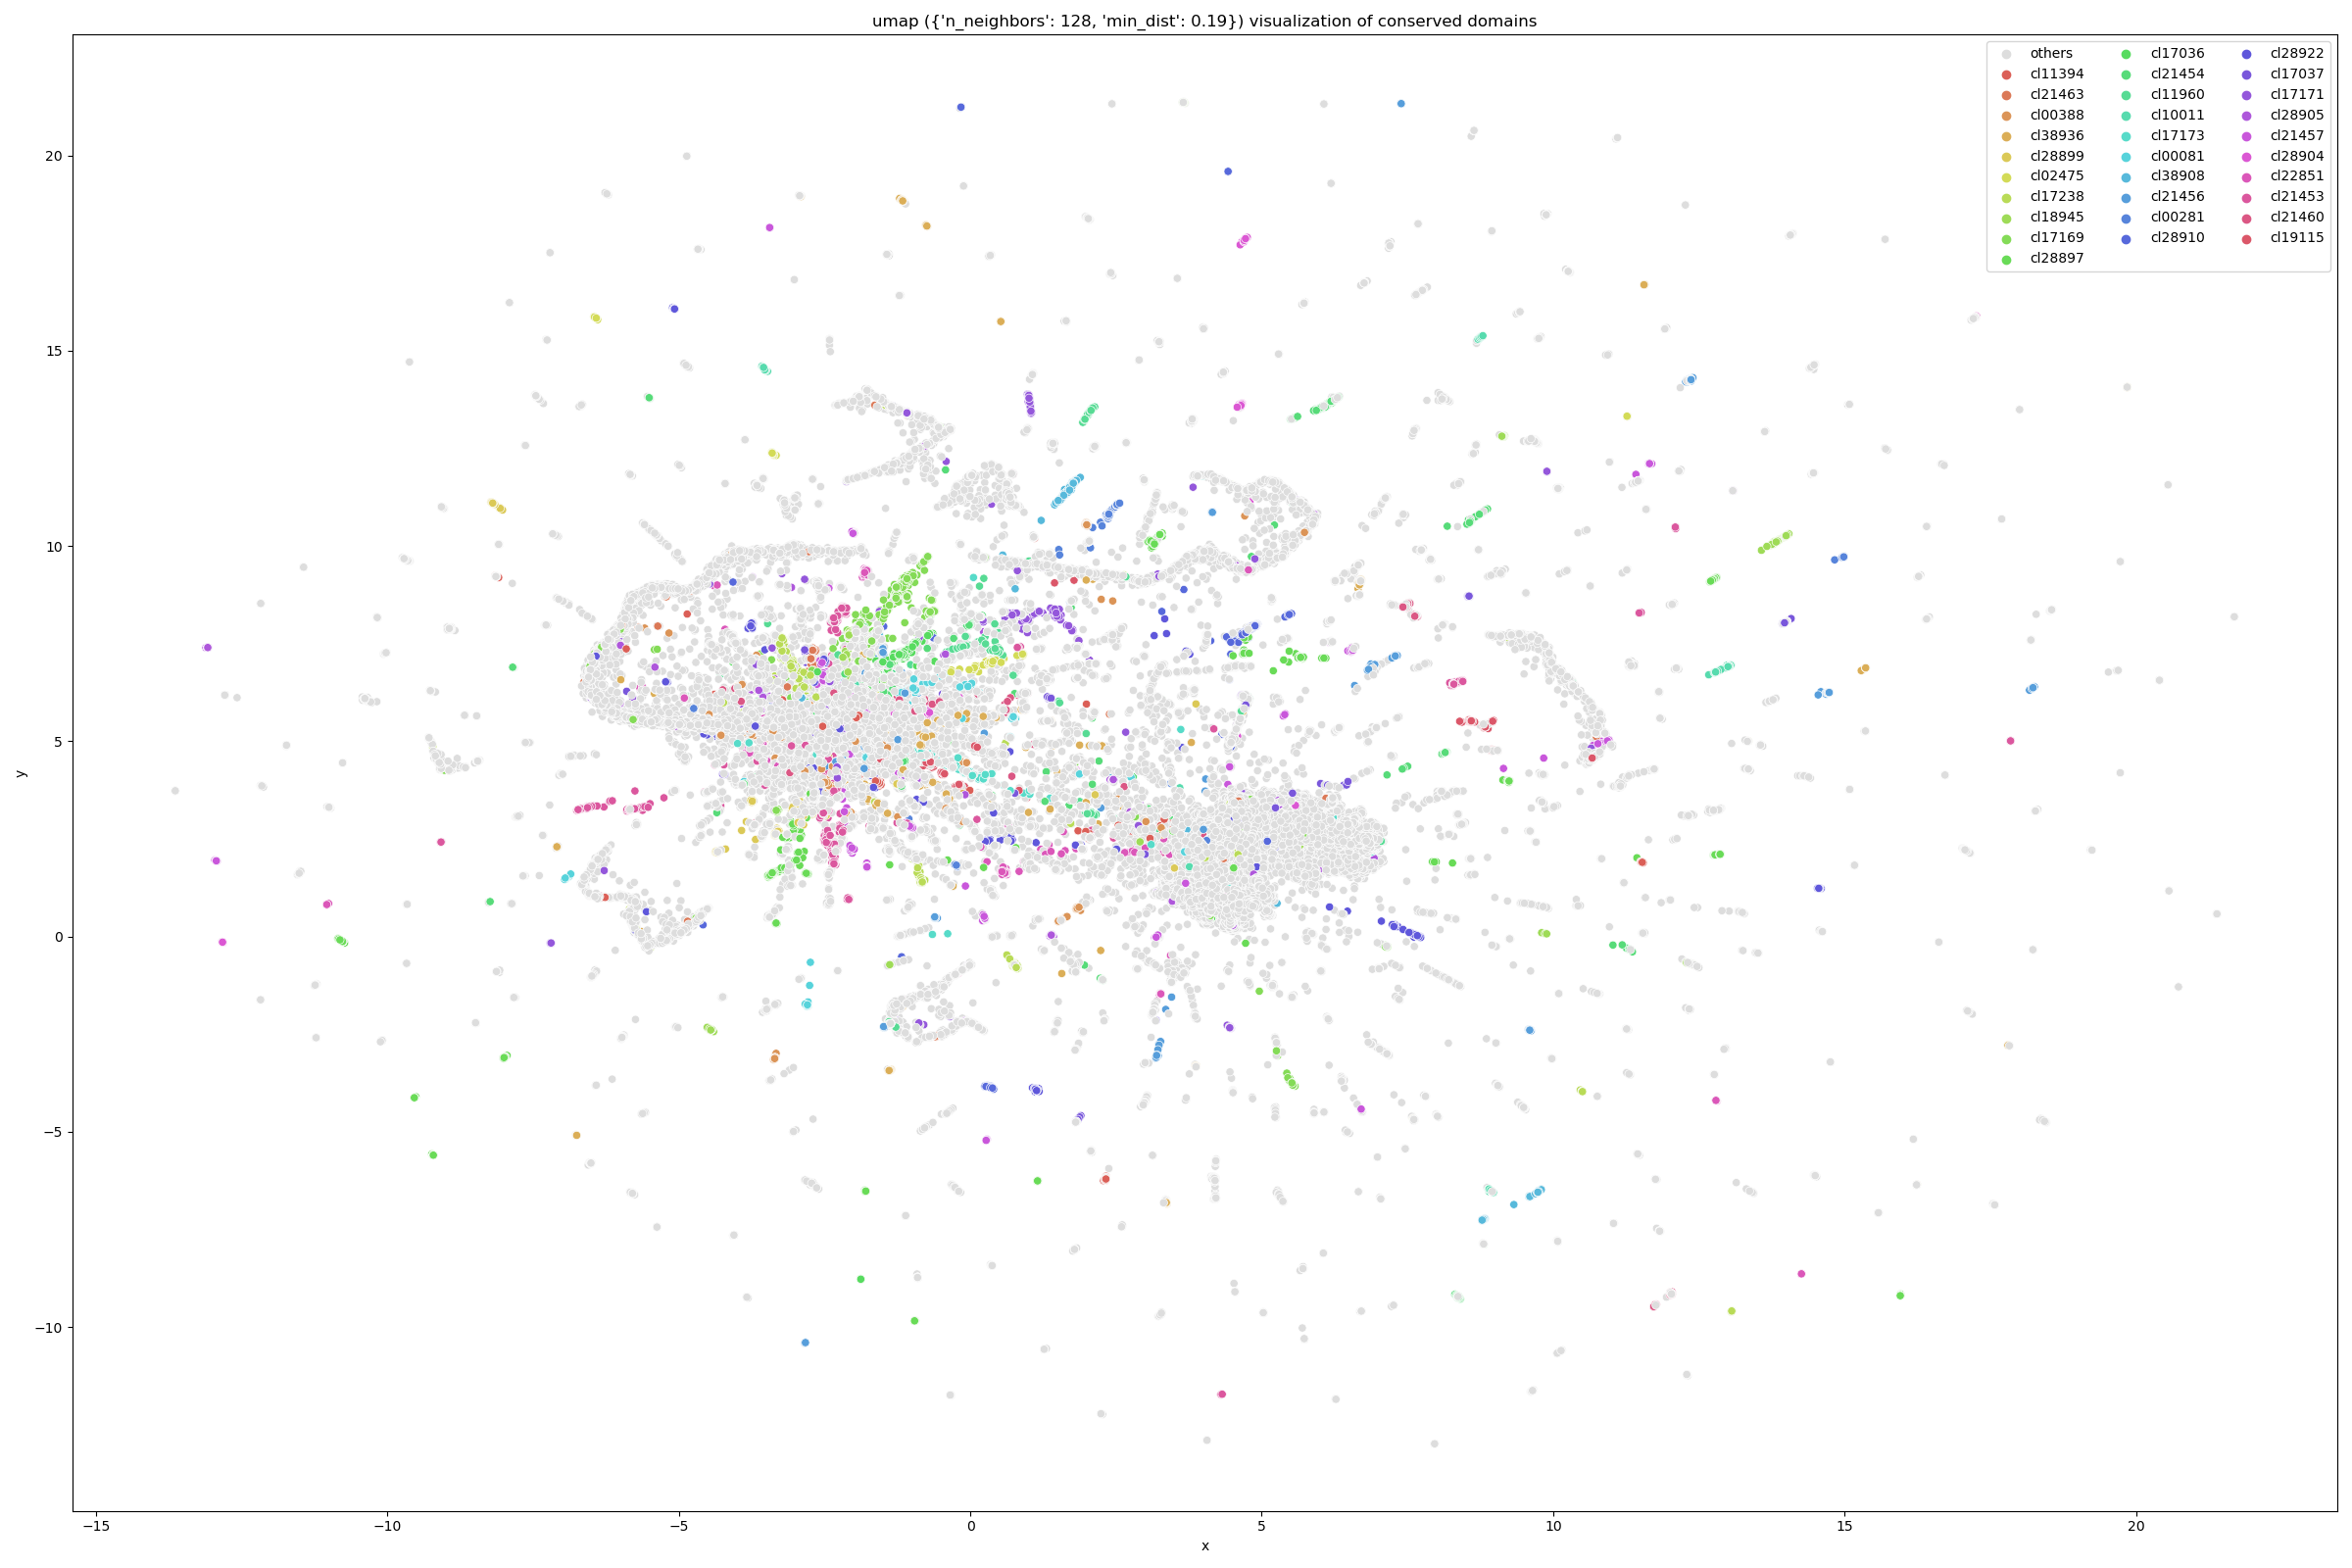 umap ({'n_neighbors': 128, 'min_dist': 0.19}) visualization of conserved domains
others
cl11394
cl21463
cl00388
cl38936
cl28899
cl02475
cl17238
cl18945
cl17169
cl28897
cl17036
cl21454
cl11960
cl10011
cl17173
cl00081
cl38908
cl21456
cl00281
cl28910
cl28922
cl17037
cl17171
cl28905
cl21457
cl28904
cl22851
cl21453
cl21460
cl19115
y
20
15
10
5
0
−5
−10
−15
−10
−5
0
5
10
15
20
x